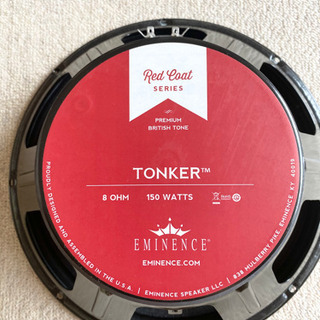 Red Coat
SERIES
PREMIUM
BRITISH TONE
TONKER™
8 OHM 150 WATTS
RoHS
EMINENCE®
EMINENCE.COM
PROUDLY DESIGNED AND ASSEMBLED IN THE U.S.A. | EMINENCE SPEAKER LLC | 838 MULBERRY PIKE, EMINENCE, KY 40019